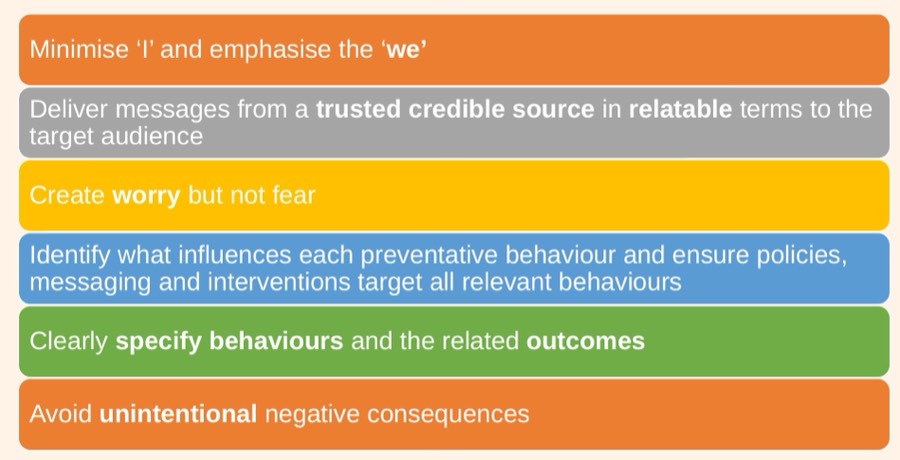 Minimise ‘I’ and emphasise the ‘we’
Deliver messages from a trusted credible source in relatable terms to the
target audience
Create worry but not fear
Identify what influences each preventative behaviour and ensure policies,
messaging and interventions target all relevant behaviours
Clearly specify behaviours and the related outcomes
Avoid unintentional negative consequences